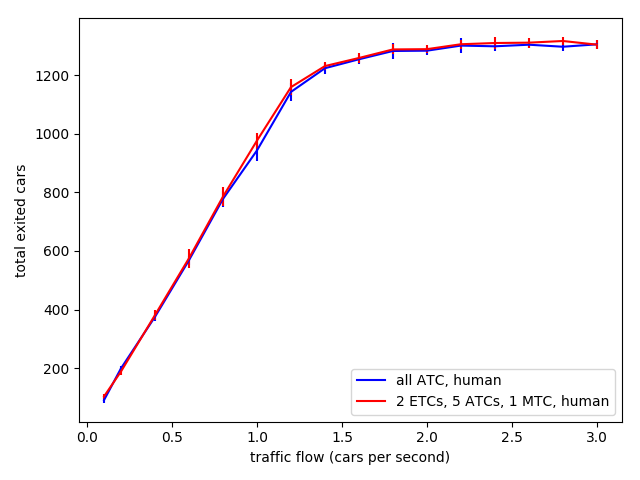 1200
1000
800
600
400
200
total exited cars
0.0 0.5 1.0 1.5 2.0 2.5 3.0
traffic flow (cars per second)
all ATC, human
2 ETCs, 5 ATCs, 1 MTC, human